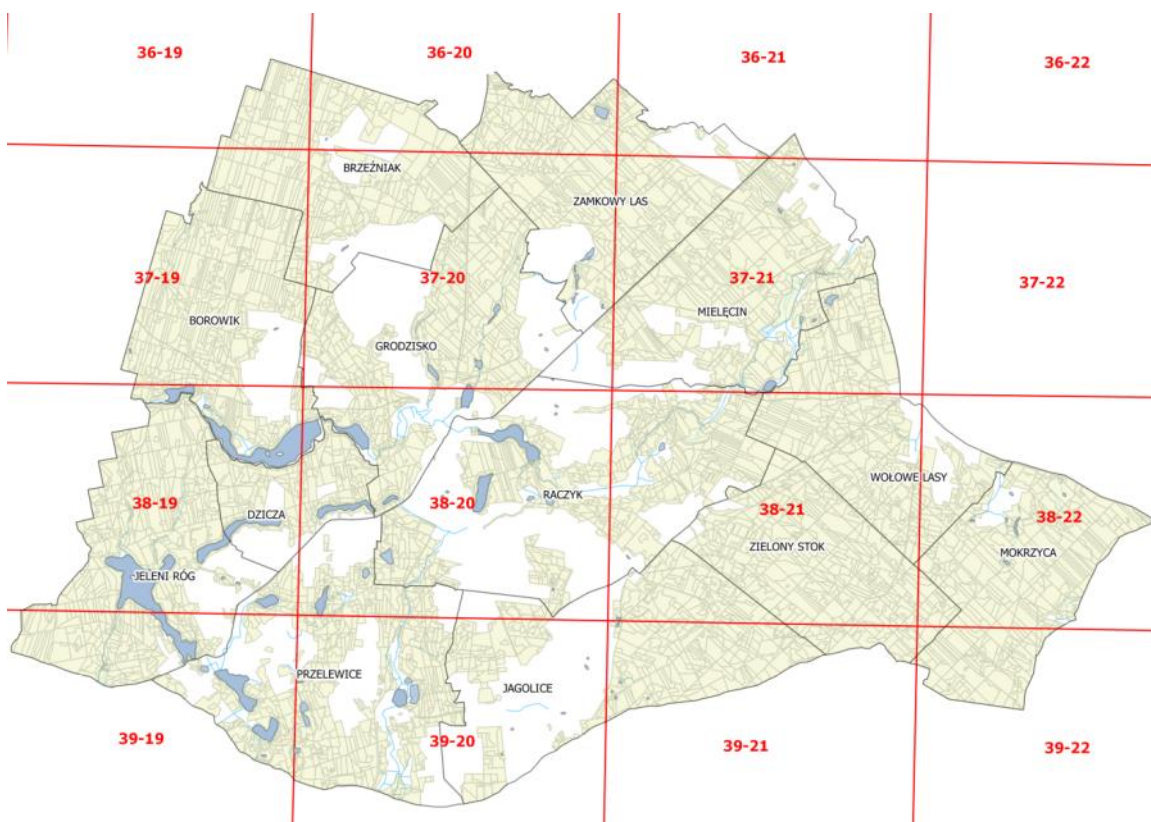 36-19
36-20
36-21
36-22
BRZEŹNIAK
ZAMKOWY LAS
37-19
37-20
37-21
37-22
BOROWIK
MIELĘCIN
GRODZISKO
WOŁOWE LASY
38-19
38-20
RACZYK
38-21
38-22
DZICZA
ZIELONY STOK
MOKRZYCA
JELENI RÓG
PRZELEWICE
JAGOLICE
39-19
39-20
39-21
39-22